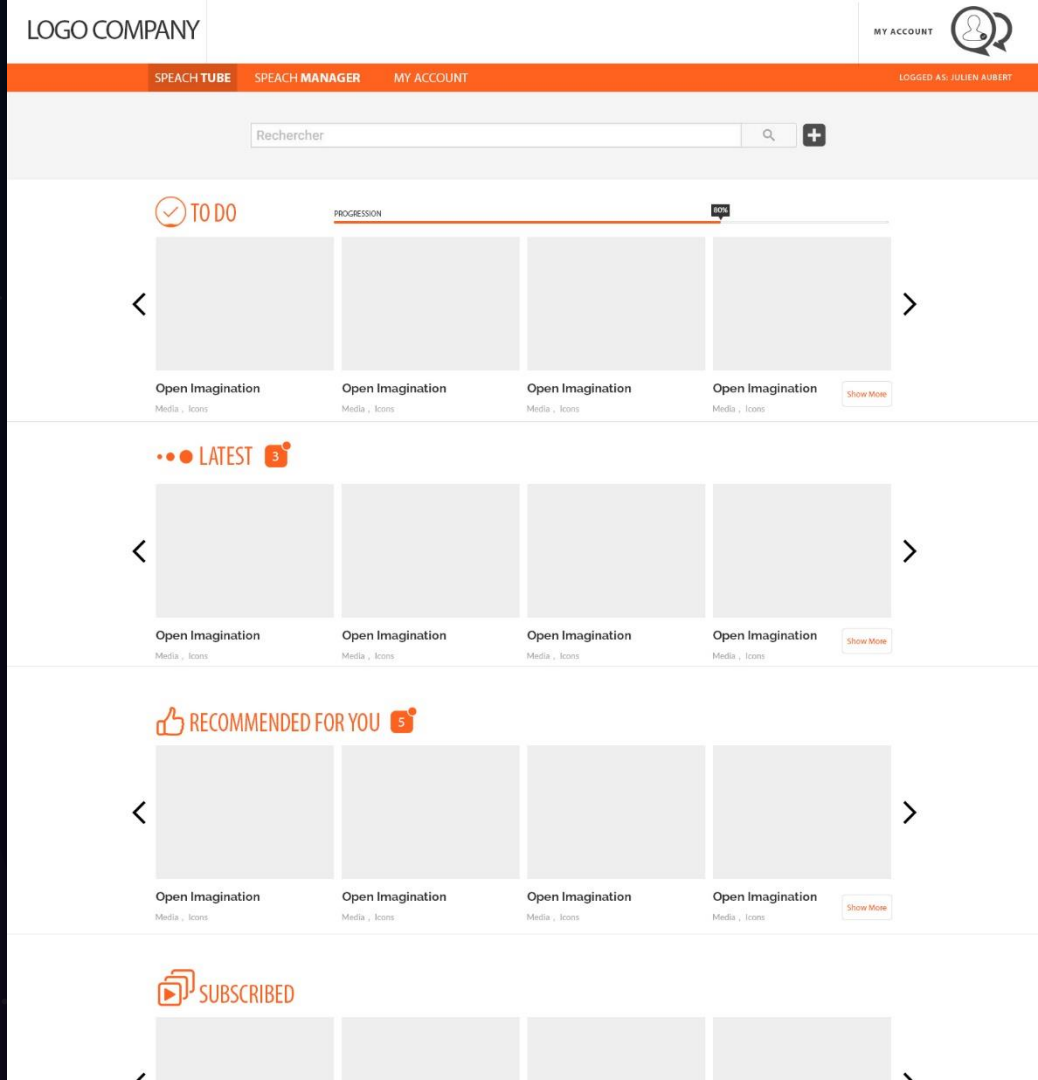 LOGO COMPANY
MY ACCOUNT
SPEACH TUBE SPEACH MANAGER MY ACCOUNT LOGGED AS: JULIEN AUBERT
Rechercher
TO DO
PROGRESSION
Open Imagination Open Imagination Open Imagination Open Imagination
Show More
Media , Icons Media , Icons Media , Icons Media , Icons
LATEST 3
Open Imagination Open Imagination Open Imagination Open Imagination
Show More
Media , Icons Media , Icons Media , Icons Media , Icons
RECOMMENDED FOR YOU 5
Open Imagination Open Imagination Open Imagination Open Imagination
Show More
Media , Icons Media , Icons Media , Icons Media , Icons
SUBSCRIBED